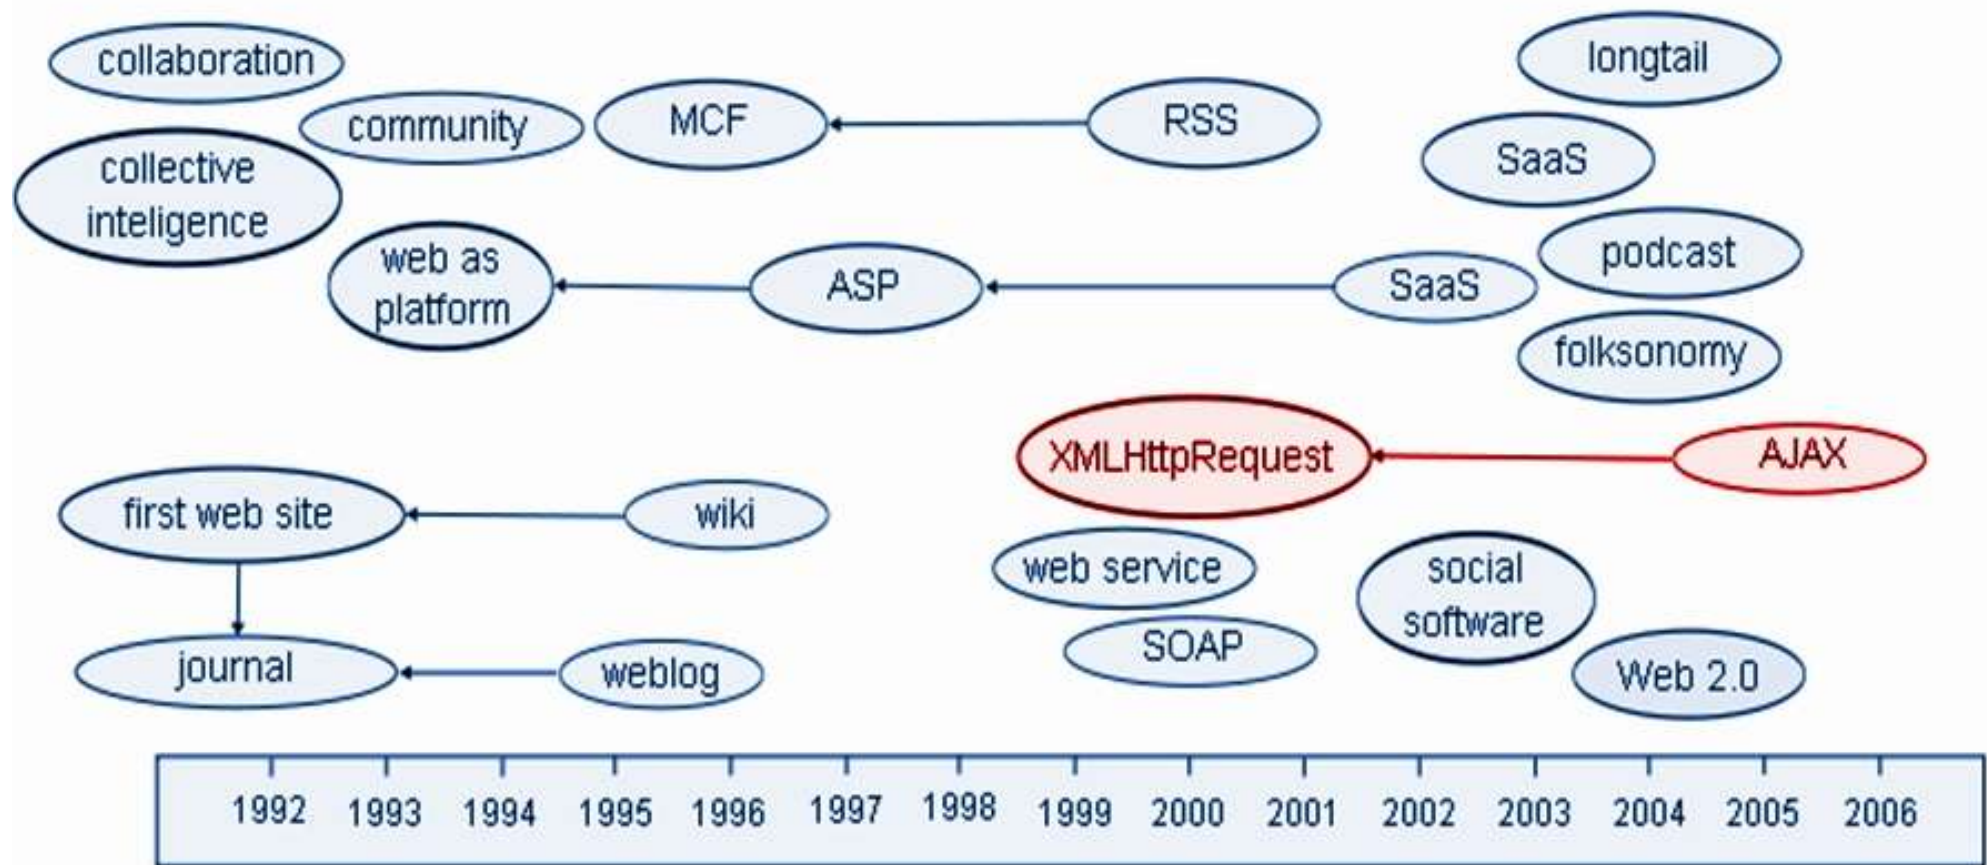 collaboration
community
collective
inteligence
MCF
RSS
longtail
SaaS
web as
platform
ASP
SaaS
podcast
folksonomy
XMLHttpRequest
AJAX
first web site
wiki
web service
social
software
SOAP
journal
weblog
Web 2.0
1992 1993 1994 1995 1996 1997 1998 1999 2000 2001 2002 2003 2004 2005 2006